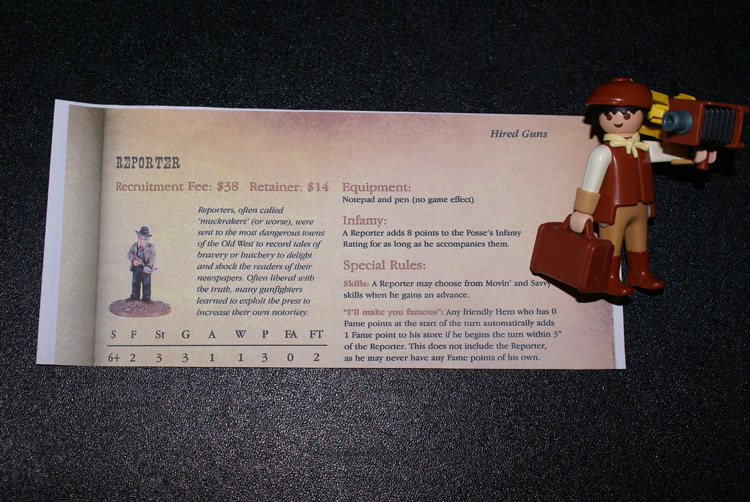 Hired Guns
REPORTER
Recruitment Fee: $38 Retainer: $14
Reporters, often called
'muckrakers' (or worse), were
sent to the most dangerous towns
of the Old West to record tales of
bravery or butchery to delight
and shock the readers of their
newspapers. Often liberal with
the truth, many gunfighters
learned to exploit the press to
increase their own notoriety.
S F St G A W P FA FT
6+ 2 3 3 1 1 3 0 2
Equipment:
Notepad and pen (no game effect)
Infamy:
A Reporter adds 8 points to the Posse's Infamy
Rating for as long as he accompanies them.
Special Rules:
Skills: A Reporter may choose from Movin' and Savvy
skills when he gains an advance.
"I'll make you famous": Any friendly Hero who has 0
Fame points at the start of the turn automatically adds
1 Fame point to his store if he begins the turn within 3"
of the Reporter. This does not include the Reporter,
as he may never have any Fame points of his own.